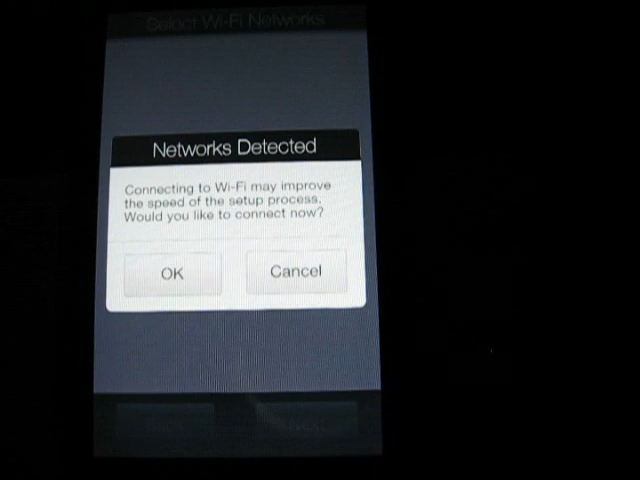 Select Wi-Fi Networks
Networks Detected
Connecting to Wi-Fi may improve
the speed of the setup process.
Would you like to connect now?
OK
Cancel